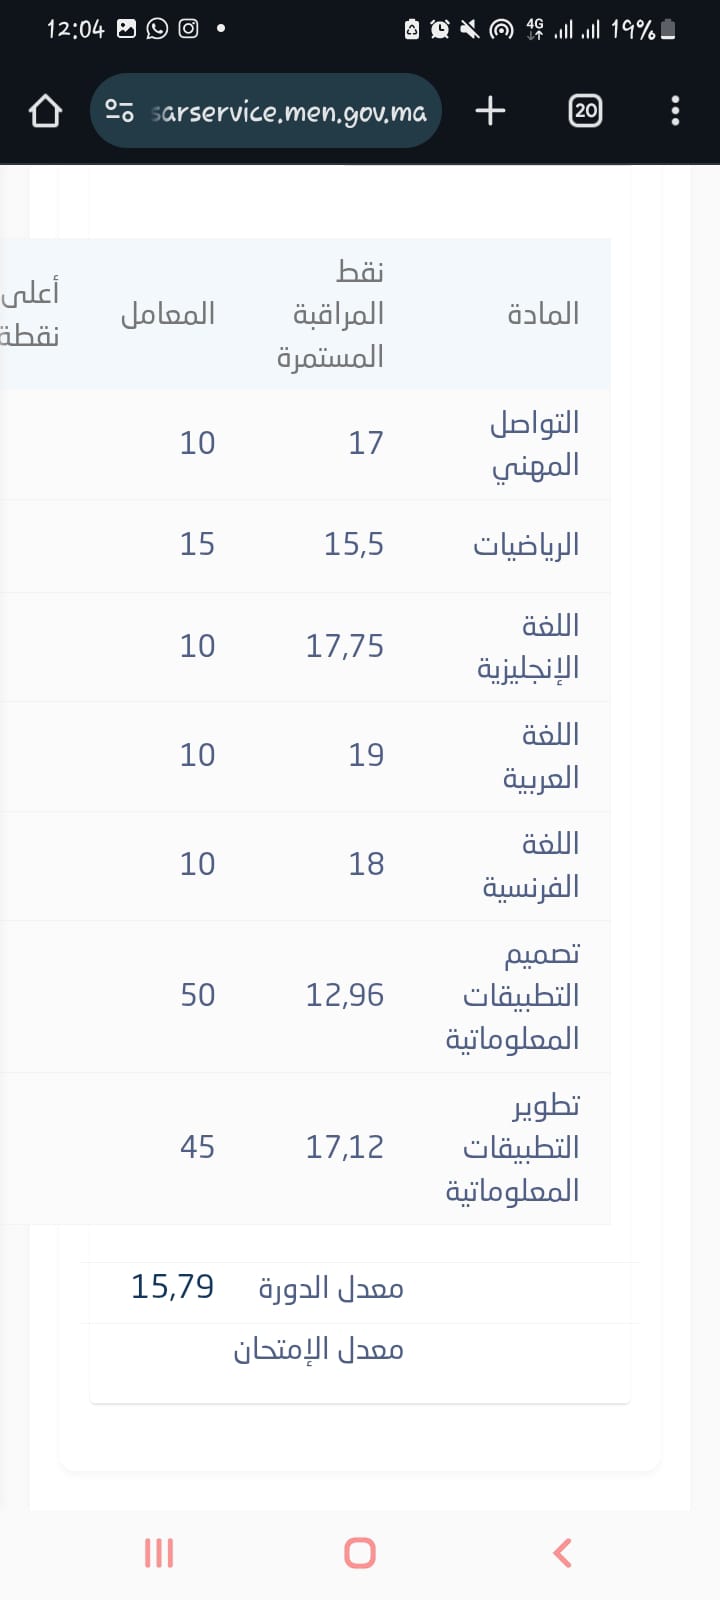 12:04
4G
19%
sarservice.men.gov.ma
20
المادة
نقط
المراقبة
المستمرة
المعامل
أعلى
نقطة
التواصل
المهني
17
10
الرياضيات
15,5
15
اللغة
الإنجليزية
17,75
10
اللغة
العربية
19
10
اللغة
الفرنسية
18
10
تصميم
التطبيقات
المعلوماتية
12,96
50
تطوير
التطبيقات
المعلوماتية
17,12
45
معدل الدورة 15,79
معدل الإمتحان